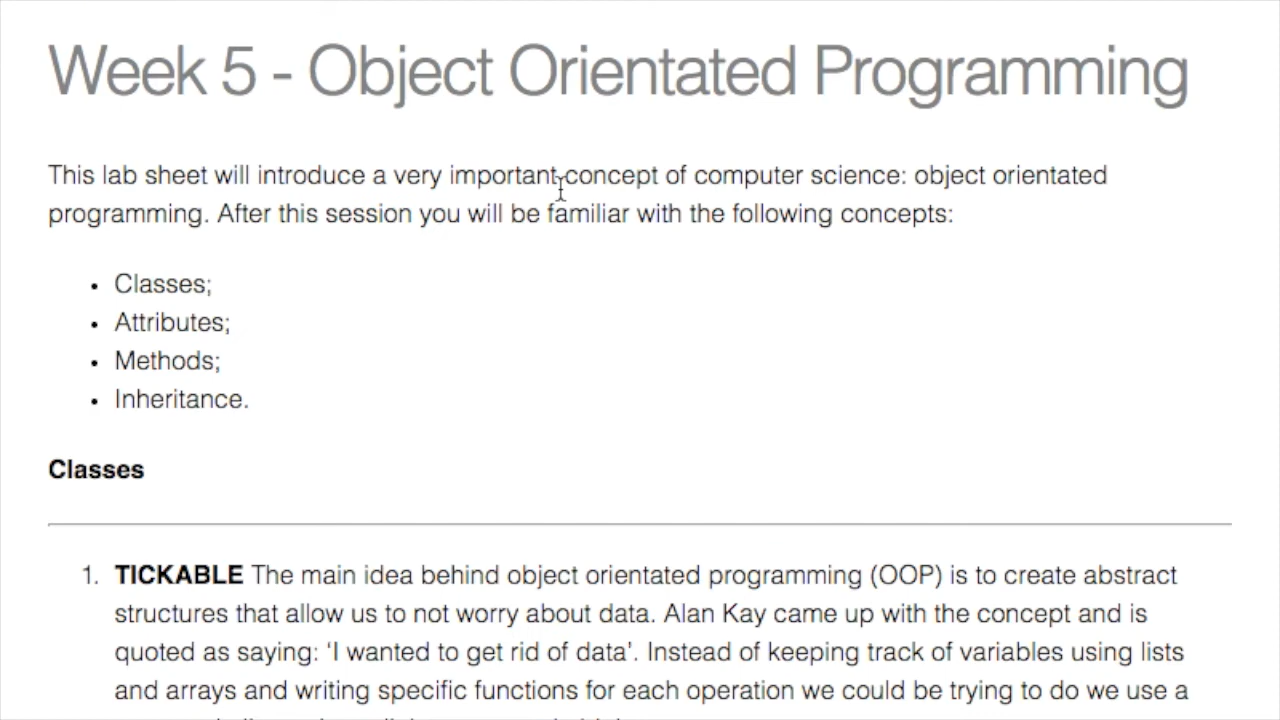 Week 5 - Object Orientated Programming
This lab sheet will introduce a very important concept of computer science: object orientated
programming. After this session you will be familiar with the following concepts:
• Classes;
• Attributes;
• Methods;
• Inheritance.
Classes
1. TICKABLE The main idea behind object orientated programming (OOP) is to create abstract
structures that allow us to not worry about data. Alan Kay came up with the concept and is
quoted as saying: ‘I wanted to get rid of data’. Instead of keeping track of variables using lists
and arrays and writing specific functions for each operation we could be trying to do we use a